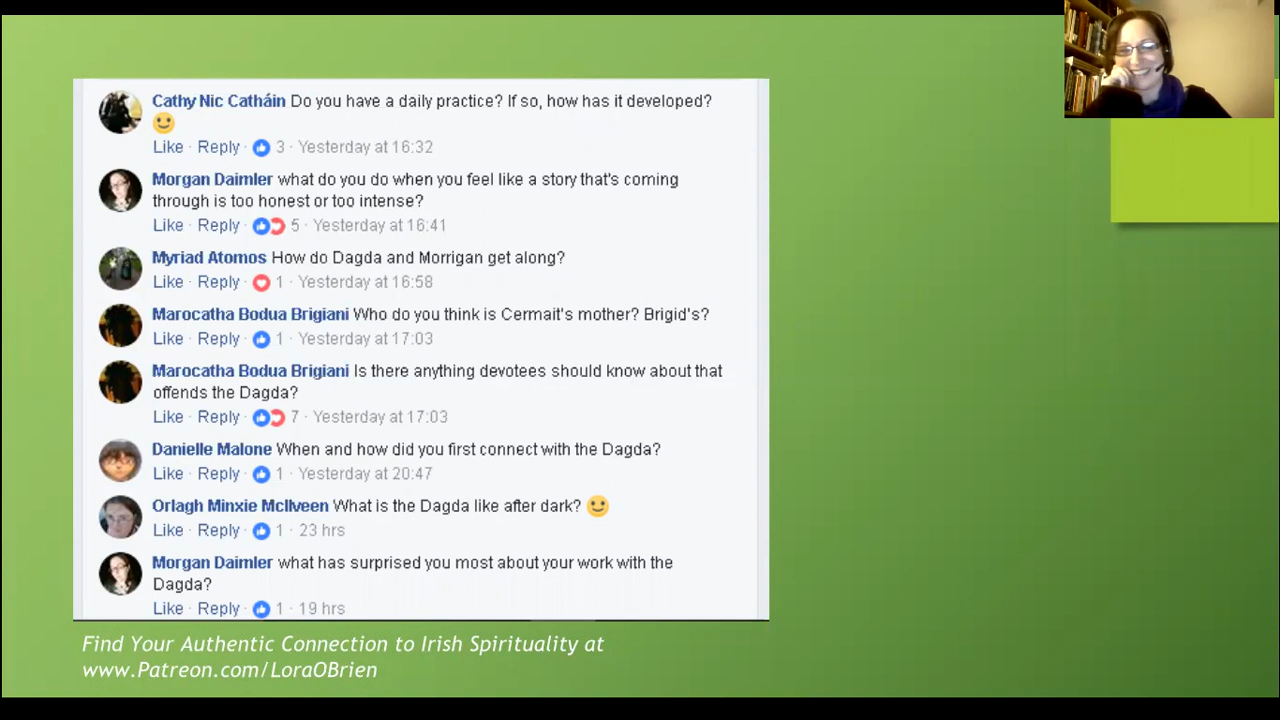 Cathy Nic Catháin Do you have a daily practice? If so, how has it developed?
Like · Reply · 3 · Yesterday at 16:32
Morgan Daimler what do you do when you feel like a story that's coming
through is too honest or too intense?
Like · Reply · 5 · Yesterday at 16:41
Myriad Atomos How do Dagda and Morrigan get along?
Like · Reply · 1 · Yesterday at 16:58
Marocatha Bodua Brigiani Who do you think is Cermait's mother? Brigid's?
Like · Reply · 1 · Yesterday at 17:03
Marocatha Bodua Brigiani Is there anything devotees should know about that
offends the Dagda?
Like · Reply · 7 · Yesterday at 17:03
Danielle Malone When and how did you first connect with the Dagda?
Like · Reply · 1 · Yesterday at 20:47
Orlagh Minxie McIlveen What is the Dagda like after dark?
Like · Reply · 1 · 23 hrs
Morgan Daimler what has surprised you most about your work with the
Dagda?
Like · Reply · 1 · 19 hrs
Find Your Authentic Connection to Irish Spirituality at
www.Patreon.com/LoraOBrien